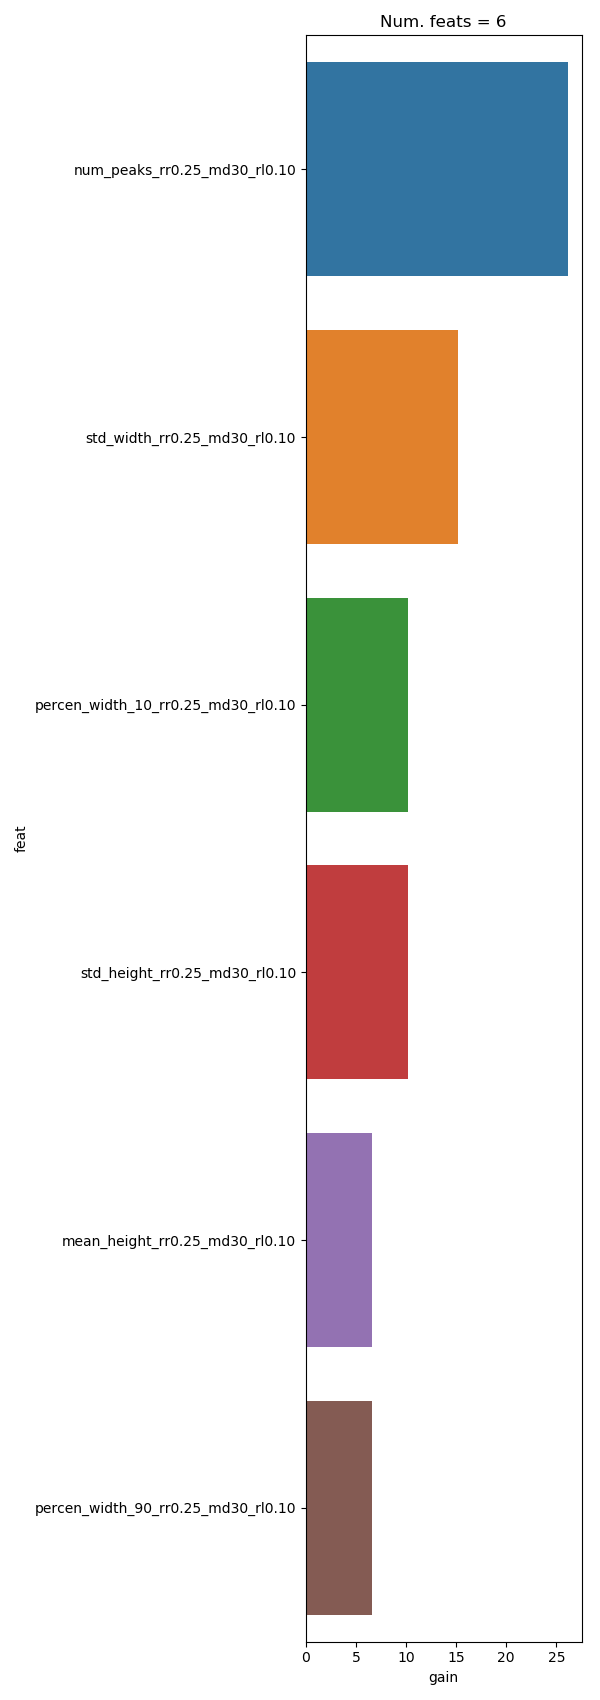 Num. feats = 6
num_peaks_rr0.25_md30_rl0.10
std_width_rr0.25_md30_rl0.10
percen_width_10_rr0.25_md30_rl0.10
feat
std_height_rr0.25_md30_rl0.10
mean_height_rr0.25_md30_rl0.10
percen_width_90_rr0.25_md30_rl0.10
0 5 10 15 20 25
gain